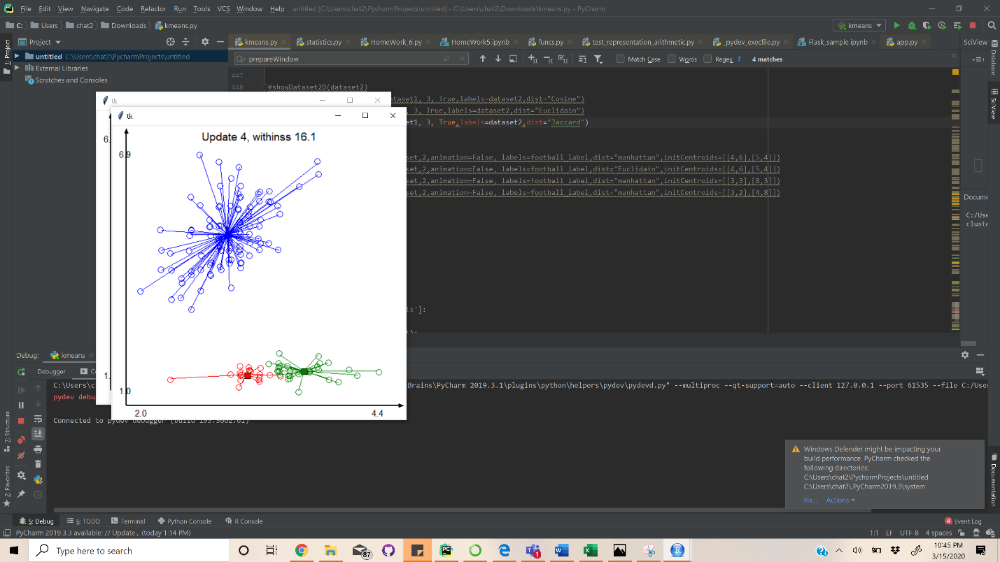 File Edit View Navigate Code Refactor Run Tools VCS Window Help untitled [C:\Users\chat2\PycharmProjects\untitled] - C:\Users\chat2\Downloads\kmeans.py - PyCharm
C: Users chat2 Downloads kmeans.py kmeans
Project kmeans.py statistics.py HomeWork_6.py HomeWork5.ipynb funcs.py test_representation_arithmetic.py _pydev_execfile.py Flask_sample.ipynb app.py SciView
1: Project
untitled C:\Users\chat2\PycharmProjects\untitled
External Libraries
Scratches and Consoles
prepareWindow Match Case Words Regex ? 4 matches
447
448 #showDataset2D(dataset2)
ataset1, 3, True,labels=dataset2,dist="Cosine")
, 3, True,labels=dataset2,dist="Euclidain")
set1, 3, True,labels=dataset2,dist="Jaccard")
set,2,animation=False, labels=football_label,dist="manhattan",initCentroids=[[4,6],[5,4]])
set,2,animation=False, labels=football_label,dist="Euclidain",initCentroids=[[4,6],[5,4]])
set,2,animation=False, labels=football_label,dist="manhattan",initCentroids=[[3,3],[8,3]])
set,2,animation=False, labels=football_label,dist="manhattan",initCentroids=[[3,2],[4,8]])
ls']:
tk
tk
Update 4, withinss 16.1
6.
6.9
1.
1.0
2.0 4.4
Database
SciView
Documentation
Docume
C:/Use
cluste
Debug: kmeans
Debugger Co
C:\Users\c Brains\PyCharm 2019.3.1\plugins\python\helpers\pydev\pydevd.py" --multiproc --qt-support=auto --client 127.0.0.1 --port 61535 --file C:/User
pydev debu
Connected to pydev debugger (build 193.5662.61)
Z: Structure
2: Favorites
Windows Defender might be impacting your
build performance. PyCharm checked the
following directories:
C:\Users\chat2\PycharmProjects\untitled
C:\Users\chat2\.PyCharm2019.3\system
Fix... Actions
5: Debug 6: TODO Terminal Python Console R Console 4 Event Log
PyCharm 2019.3.3 available: // Update... (today 1:14 PM) 1:1 LF UTF-8 4 spaces
Type here to search 87 1 10:45 PM
3/15/2020